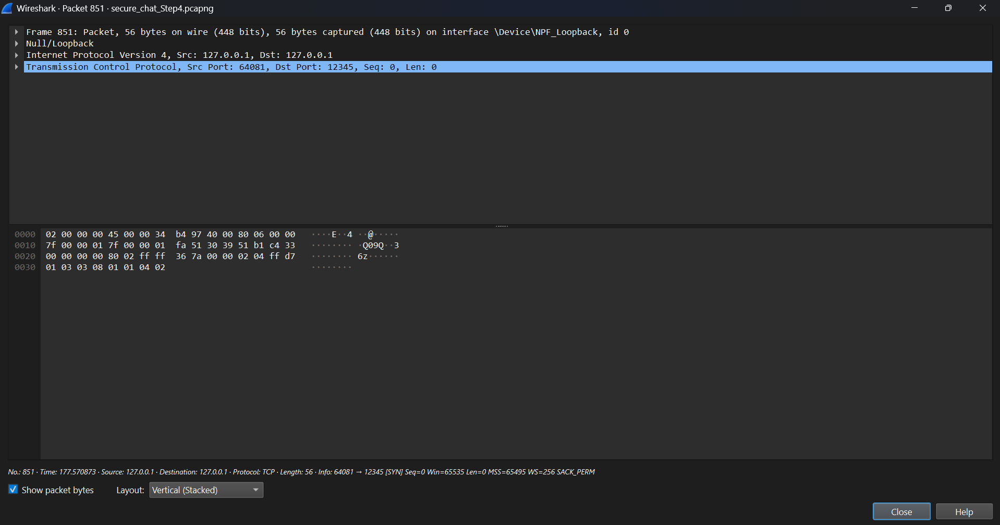 Wireshark · Packet 851 · secure_chat_Step4.pcapng
Frame 851: Packet, 56 bytes on wire (448 bits), 56 bytes captured (448 bits) on interface \Device\NPF_Loopback, id 0
Null/Loopback
Internet Protocol Version 4, Src: 127.0.0.1, Dst: 127.0.0.1
Transmission Control Protocol, Src Port: 64081, Dst Port: 12345, Seq: 0, Len: 0
0000 02 00 00 00 45 00 00 34 b4 97 40 00 80 06 00 00 ····E··4 ··@·····
0010 7f 00 00 01 7f 00 00 01 fa 51 30 39 51 b1 c4 33 ········ ·Q09Q··3
0020 00 00 00 00 80 02 ff ff 36 7a 00 00 02 04 ff d7 ········ 6z······
0030 01 03 03 08 01 01 04 02 ········
No.: 851 · Time: 177.570873 · Source: 127.0.0.1 · Destination: 127.0.0.1 · Protocol: TCP · Length: 56 · Info: 64081 → 12345 [SYN] Seq=0 Win=65535 Len=0 MSS=65495 WS=256 SACK_PERM
Show packet bytes Layout: Vertical (Stacked)
Close Help